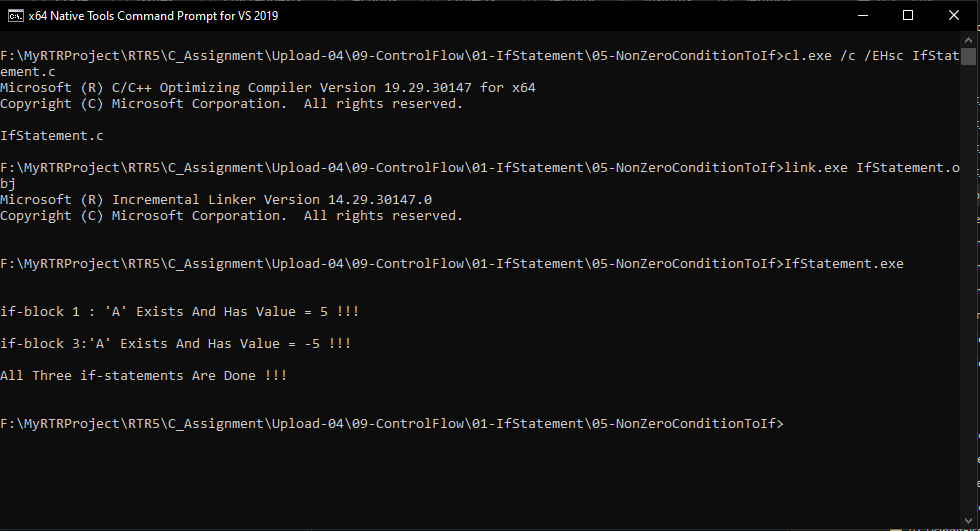 x64 Native Tools Command Prompt for VS 2019
F:\MyRTRProject\RTR5\C_Assignment\Upload-04\09-ControlFlow\01-IfStatement\05-NonZeroConditionToIf>cl.exe /c /EHsc IfStat
ement.c
Microsoft (R) C/C++ Optimizing Compiler Version 19.29.30147 for x64
Copyright (C) Microsoft Corporation.  All rights reserved.
IfStatement.c
F:\MyRTRProject\RTR5\C_Assignment\Upload-04\09-ControlFlow\01-IfStatement\05-NonZeroConditionToIf>link.exe IfStatement.o
bj
Microsoft (R) Incremental Linker Version 14.29.30147.0
Copyright (C) Microsoft Corporation.  All rights reserved.
F:\MyRTRProject\RTR5\C_Assignment\Upload-04\09-ControlFlow\01-IfStatement\05-NonZeroConditionToIf>IfStatement.exe
if-block 1 : 'A' Exists And Has Value = 5 !!!
if-block 3:'A' Exists And Has Value = -5 !!!
All Three if-statements Are Done !!!
F:\MyRTRProject\RTR5\C_Assignment\Upload-04\09-ControlFlow\01-IfStatement\05-NonZeroConditionToIf>